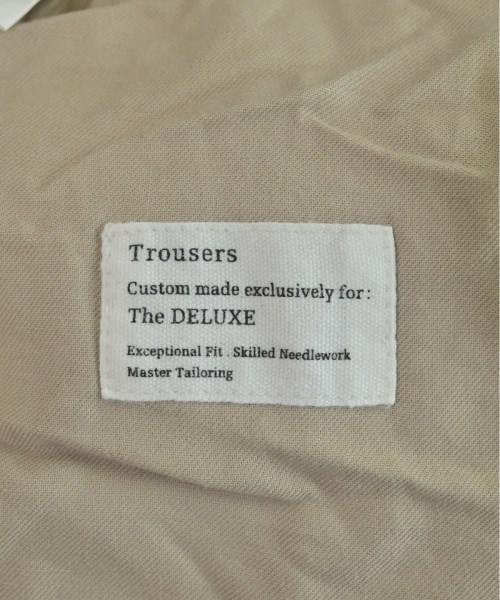 Trousers
Custom made exclusively for:
The DELUXE
Exceptional Fit . Skilled Needlework
Master Tailoring